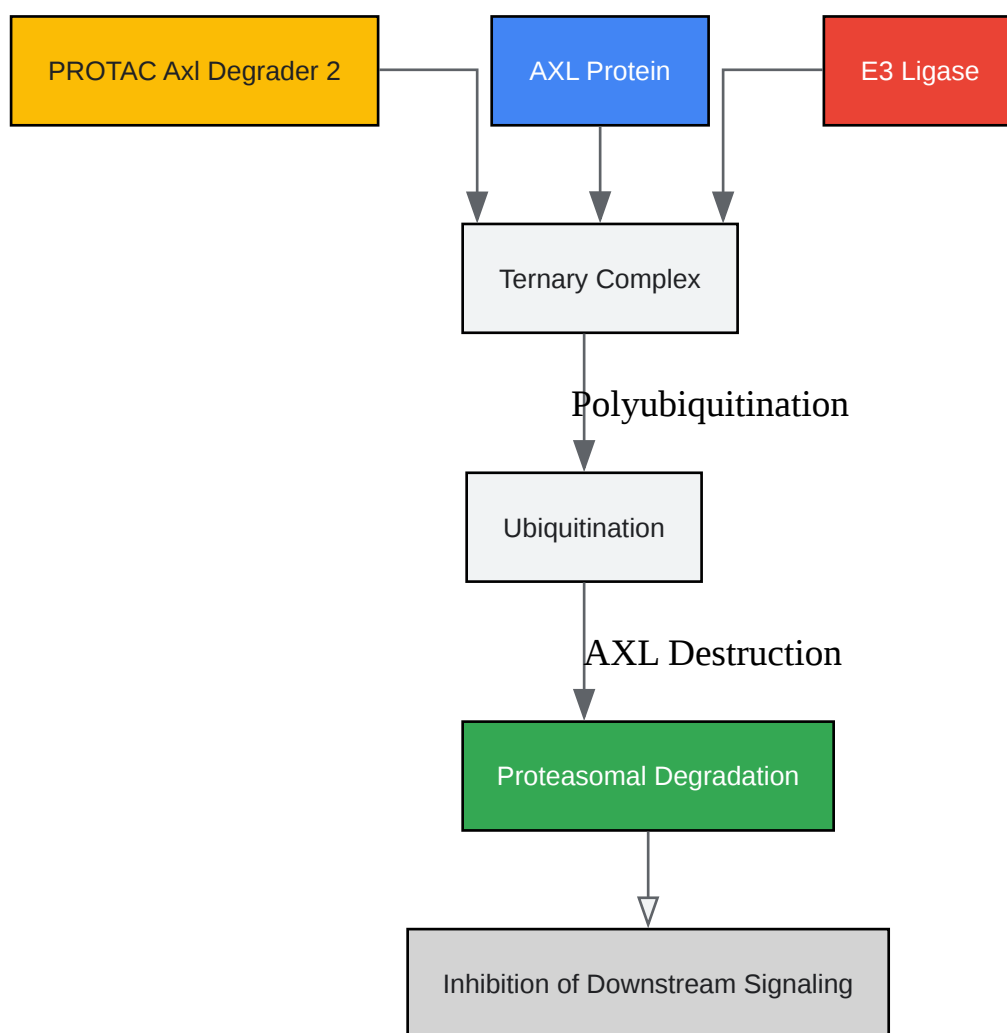 PROTAC Axl Degrader 2
AXL Protein
E3 Ligase
Ternary Complex
Polyubiquitination
Ubiquitination
AXL Destruction
Proteasomal Degradation
Inhibition of Downstream Signaling